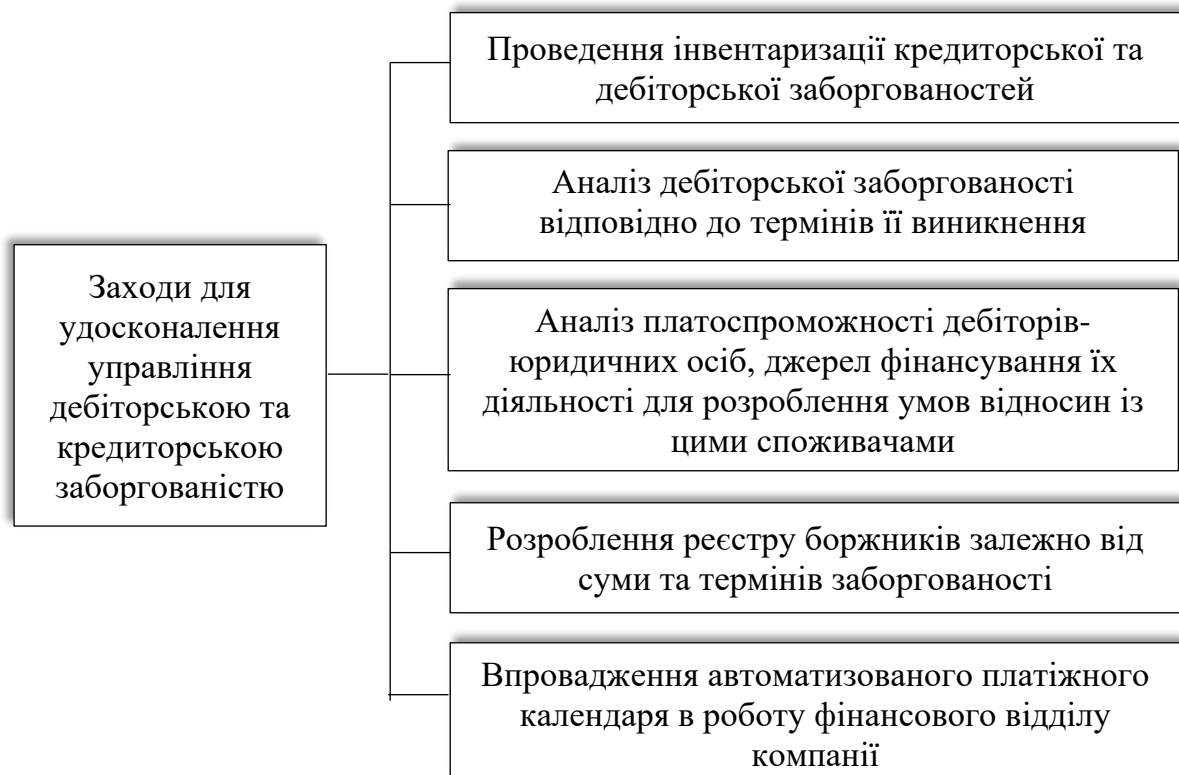 Заходи для
удосконалення
управління
дебіторською та
кредиторською
заборгованістю
Проведення інвентаризації кредиторської та
дебіторської заборгованостей
Аналіз дебіторської заборгованості
відповідно до термінів її виникнення
Аналіз платоспроможності дебіторів-
юридичних осіб, джерел фінансування їх
діяльності для розроблення умов відносин із
цими споживачами
Розроблення реєстру боржників залежно від
суми та термінів заборгованості
Впровадження автоматизованого платіжного
календаря в роботу фінансового відділу
компанії